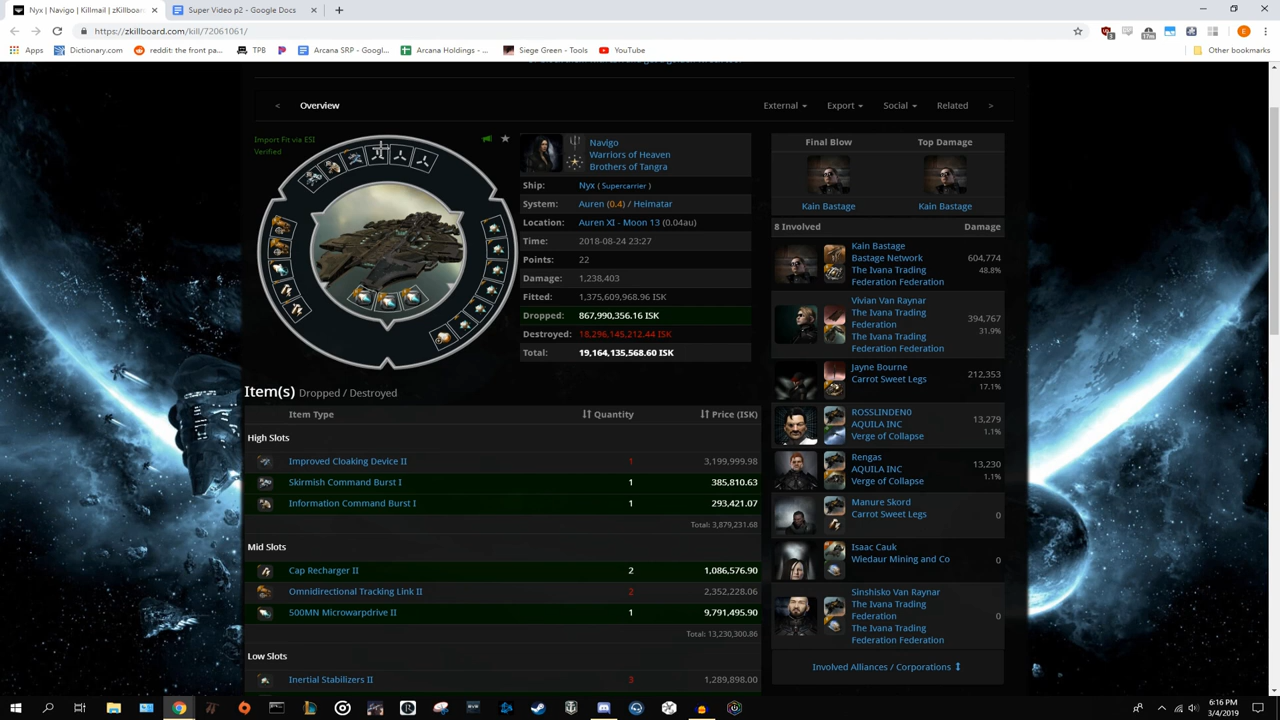 Nyx | Navigo | Killmail | zKillboard
Super Video p2 - Google Docs
https://zkillboard.com/kill/72061061/
Apps
Dictionary.com
reddit: the front pa...
TPB
Arcana SRP - Googl...
Arcana Holdings - ...
Siege Green - Tools
YouTube
Other bookmarks
<
Overview
External
Export
Social
Related
>
Import Fit via ESI
Verified
Navigo
Warriors of Heaven
Brothers of Tangra
Ship: Nyx ( Supercarrier )
System: Auren (0.4) / Heimatar
Location: Auren XI - Moon 13 (0.04au)
Time: 2018-08-24 23:27
Points: 22
Damage: 1,238,403
Fitted: 1,375,609,968.96 ISK
Dropped: 867,990,356.16 ISK
Destroyed: 18,296,145,212.44 ISK
Total: 19,164,135,568.60 ISK
Item(s) Dropped / Destroyed
Item Type Quantity Price (ISK)
High Slots
Improved Cloaking Device II 1 3,199,999.98
Skirmish Command Burst I 1 385,810.63
Information Command Burst I 1 293,421.07
Total: 3,879,231.68
Mid Slots
Cap Recharger II 2 1,086,576.90
Omnidirectional Tracking Link II 2 2,352,228.06
500MN Microwarpdrive II 1 9,791,495.90
Total: 13,230,300.86
Low Slots
Inertial Stabilizers II 3 1,289,898.00
Final Blow Top Damage
Kain Bastage Kain Bastage
8 Involved Damage
Kain Bastage
Bastage Network
The Ivana Trading
Federation Federation
604,774
48.8%
Vivian Van Raynar
The Ivana Trading
Federation
The Ivana Trading
Federation Federation
394,767
31.9%
Jayne Bourne
Carrot Sweet Legs
212,353
17.1%
ROSSLINDEN0
AQUILA INC
Verge of Collapse
13,279
1.1%
Rengas
AQUILA INC
Verge of Collapse
13,230
1.1%
Manure Skord
Carrot Sweet Legs
0
Isaac Cauk
Wiedaur Mining and Co
0
Sinshisko Van Raynar
The Ivana Trading
Federation
The Ivana Trading
Federation Federation
0
Involved Alliances / Corporations
6:16 PM
3/4/2019